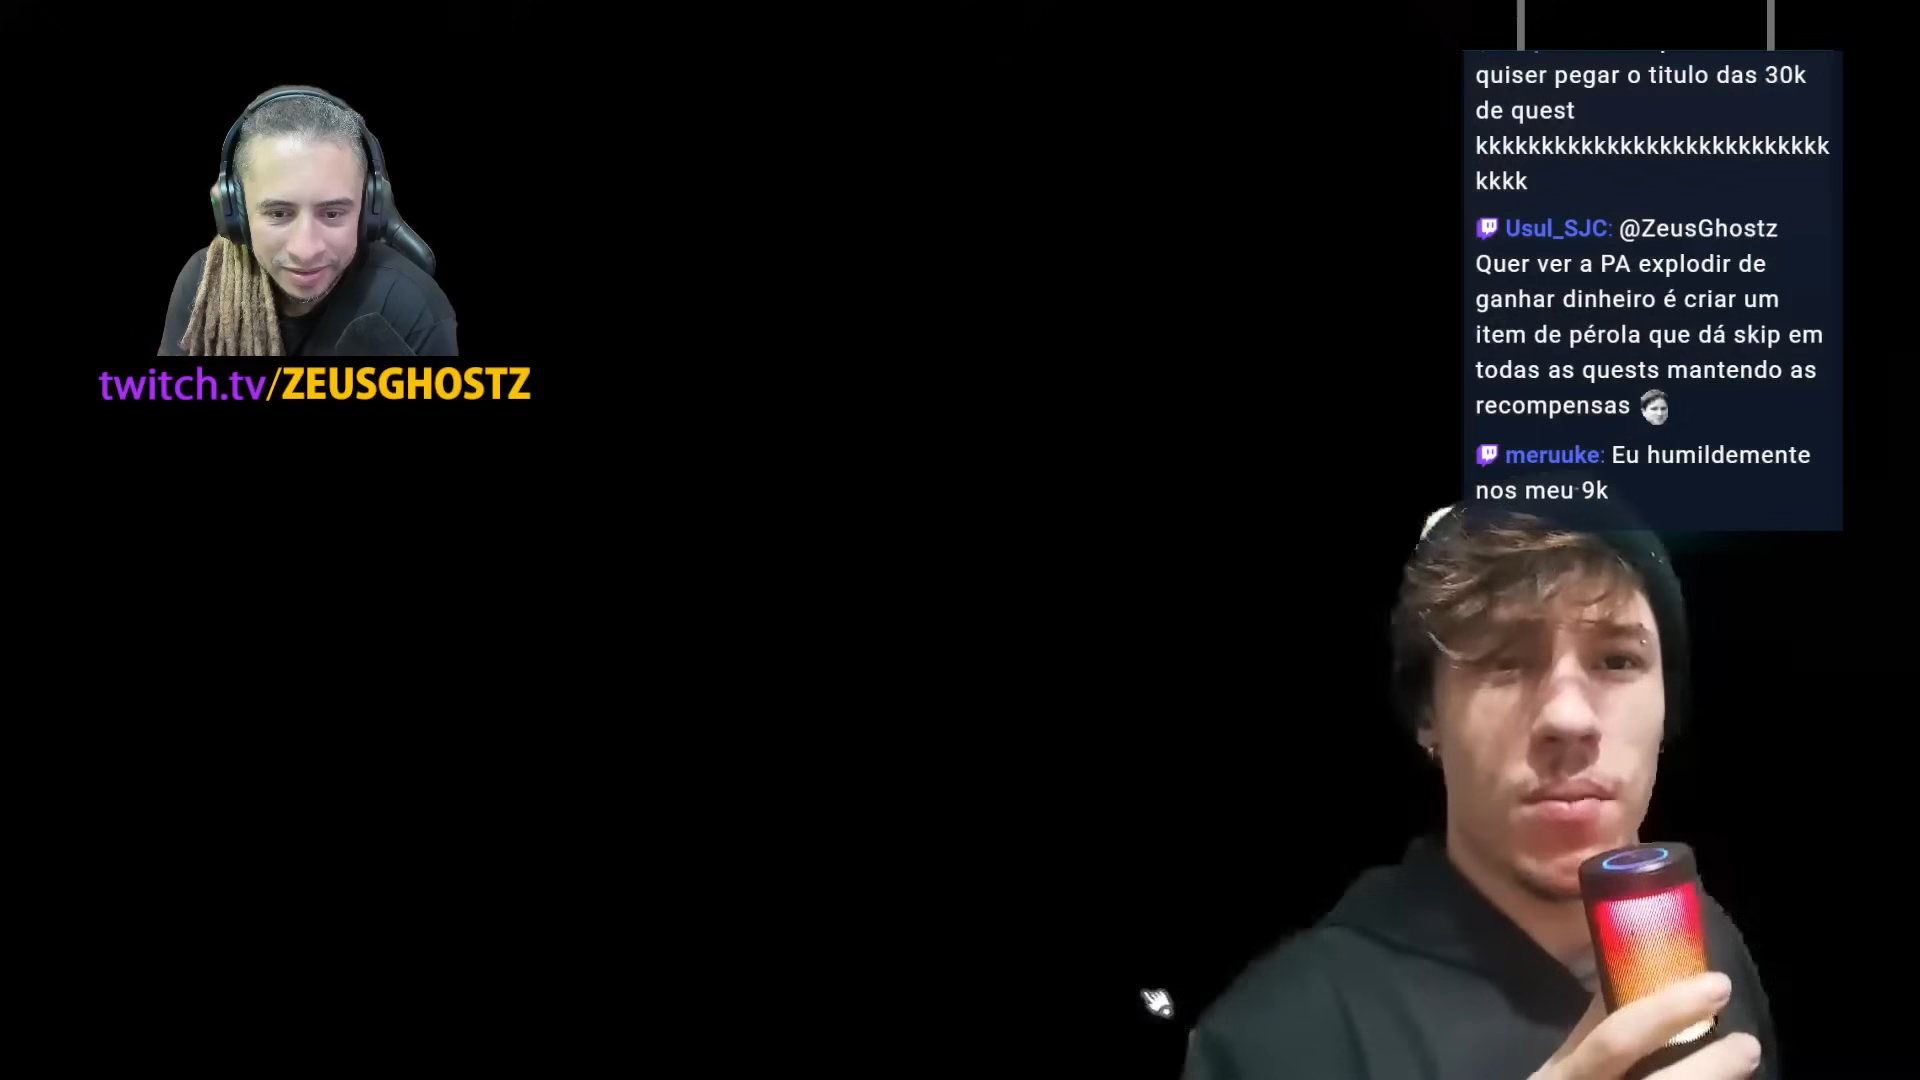 quiser pegar o titulo das 30k
de quest
kkkkkkkkkkkkkkkkkkkkkkkkkkk
kkkk
Usul_SJC: @ZeusGhostz
Quer ver a PA explodir de
ganhar dinheiro é criar um
item de pérola que dá skip em
todas as quests mantendo as
recompensas
meruuke: Eu humildemente
nos meu 9k
twitch.tv/ZEUSGHOSTZ